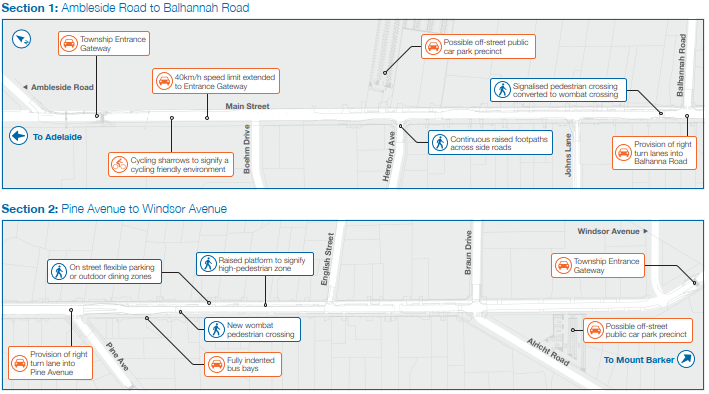 Section 1: Ambleside Road to Balhannah Road
Township Entrance
Gateway
Possible off-street public
car park precinct
Balhannah Road
Ambleside Road
40km/h speed limit extended
to Entrance Gateway
Signalised pedestrian crossing
converted to wombat crossing
Main Street
To Adelaide
Cycling sharrows to signify a
cycling friendly environment
Boehm Drive
Hereford Ave
Continuous raised footpaths
across side roads
Johns Lane
Provision of right
turn lanes into
Balhanna Road
Section 2: Pine Avenue to Windsor Avenue
On street flexible parking
or outdoor dining zones
Raised platform to signify
high-pedestrian zone
English Street
Braun Drive
Windsor Avenue
Township Entrance
Gateway
New wombat
pedestrian crossing
Possible off-street
public car park precinct
Provision of right
turn lane into
Pine Avenue
Pine Ave
Fully indented
bus bays
Alricht Road
To Mount Barker